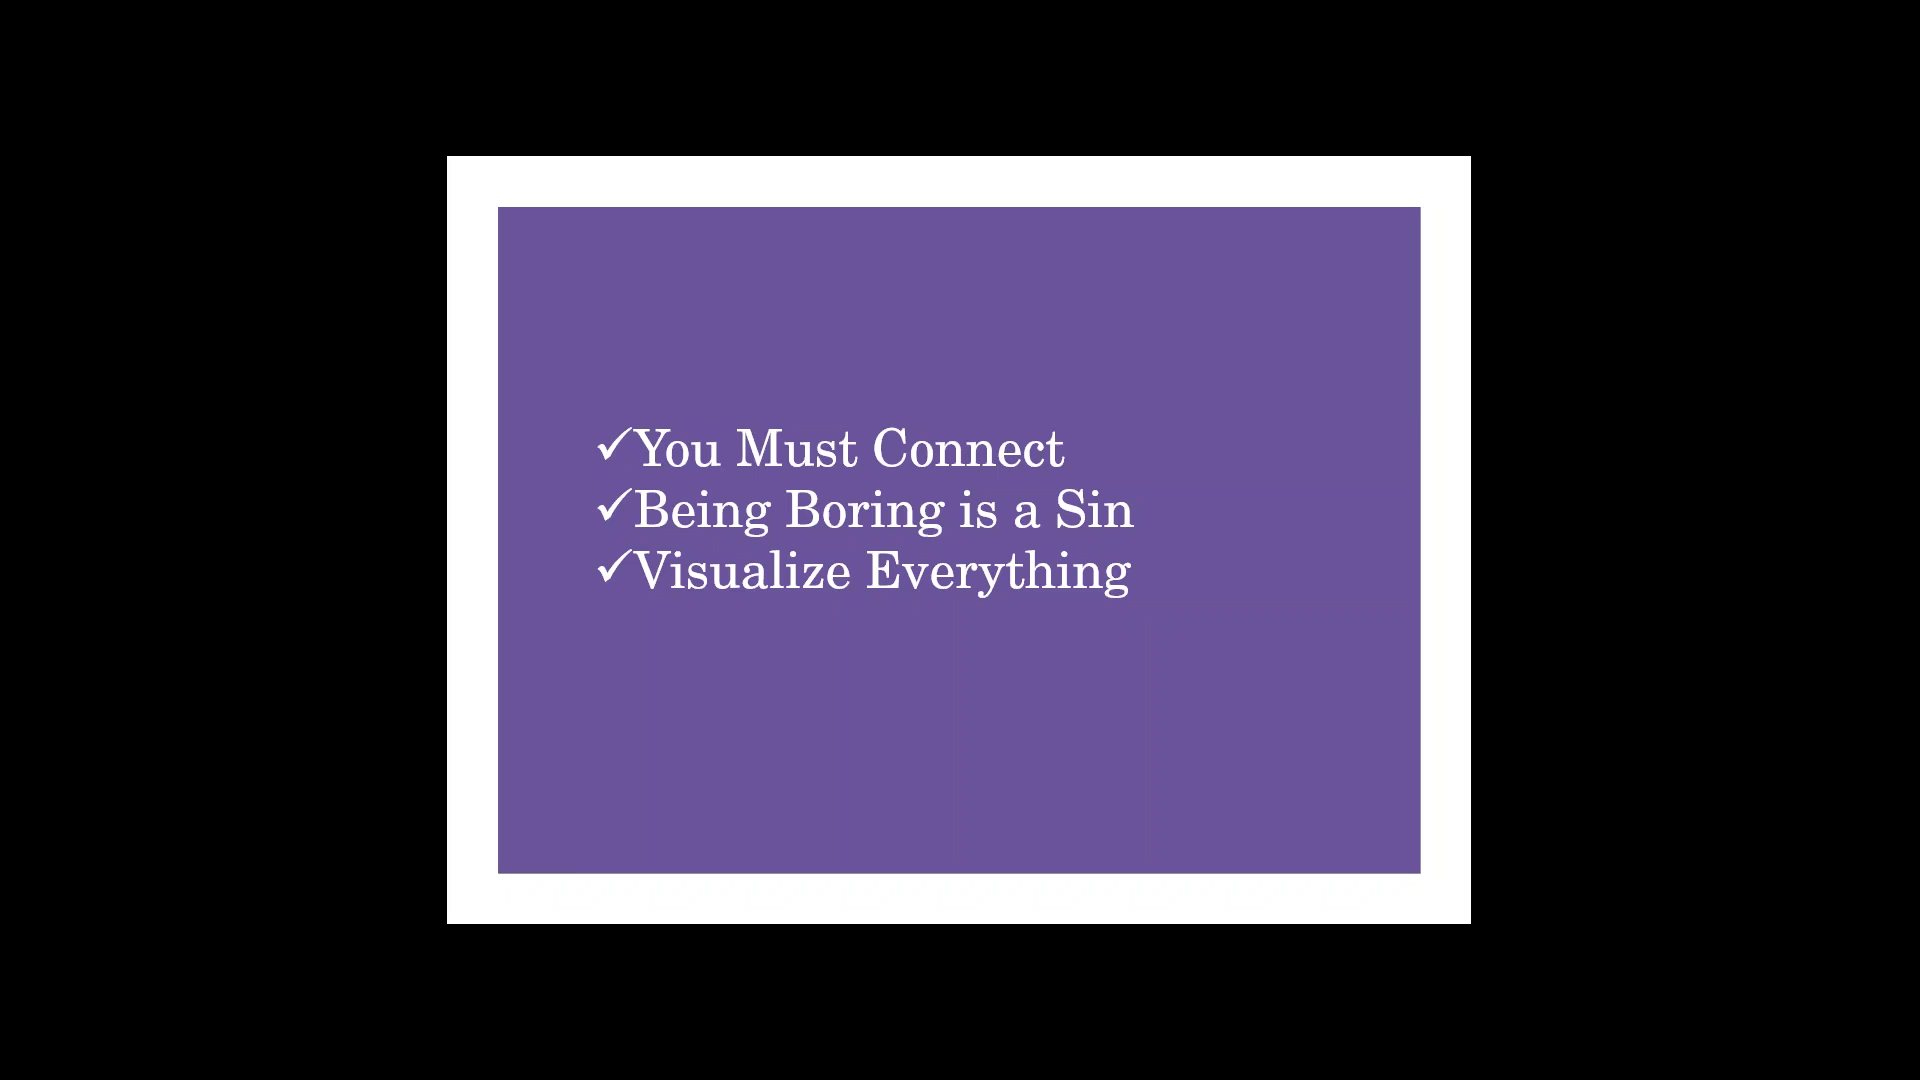 ✓You Must Connect
✓Being Boring is a Sin
✓Visualize Everything